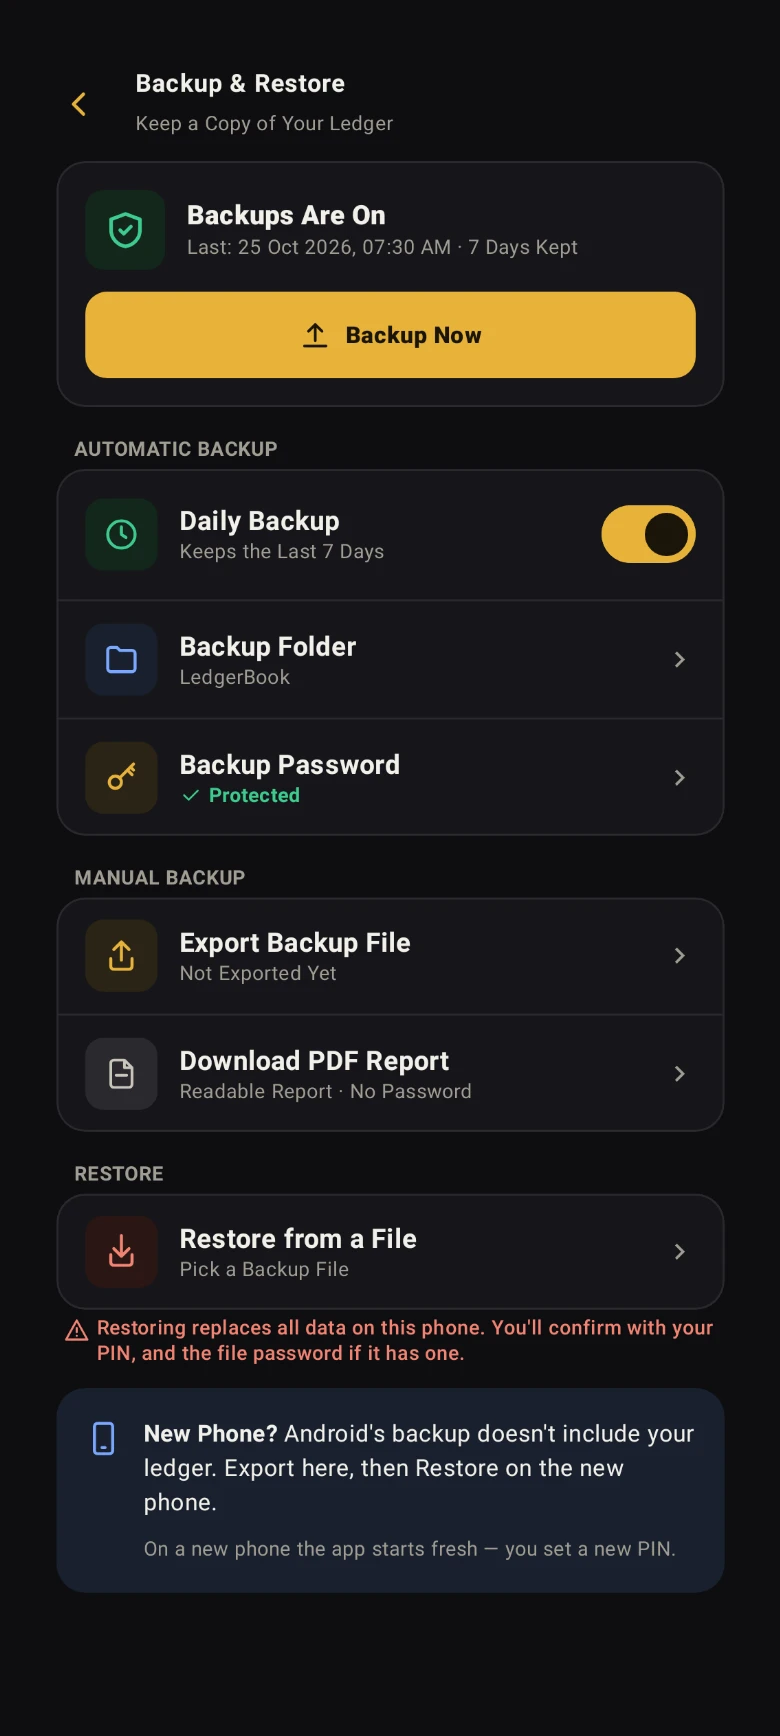 Backup & Restore
Keep a Copy of Your Ledger
Backups Are On
Last: 25 Oct 2026, 07:30 AM · 7 Days Kept
Backup Now
AUTOMATIC BACKUP
Daily Backup
Keeps the Last 7 Days
Backup Folder
LedgerBook
Backup Password
Protected
MANUAL BACKUP
Export Backup File
Not Exported Yet
Download PDF Report
Readable Report · No Password
RESTORE
Restore from a File
Pick a Backup File
Restoring replaces all data on this phone. You'll confirm with your
PIN, and the file password if it has one.
New Phone? Android's backup doesn't include your
ledger. Export here, then Restore on the new
phone.
On a new phone the app starts fresh — you set a new PIN.